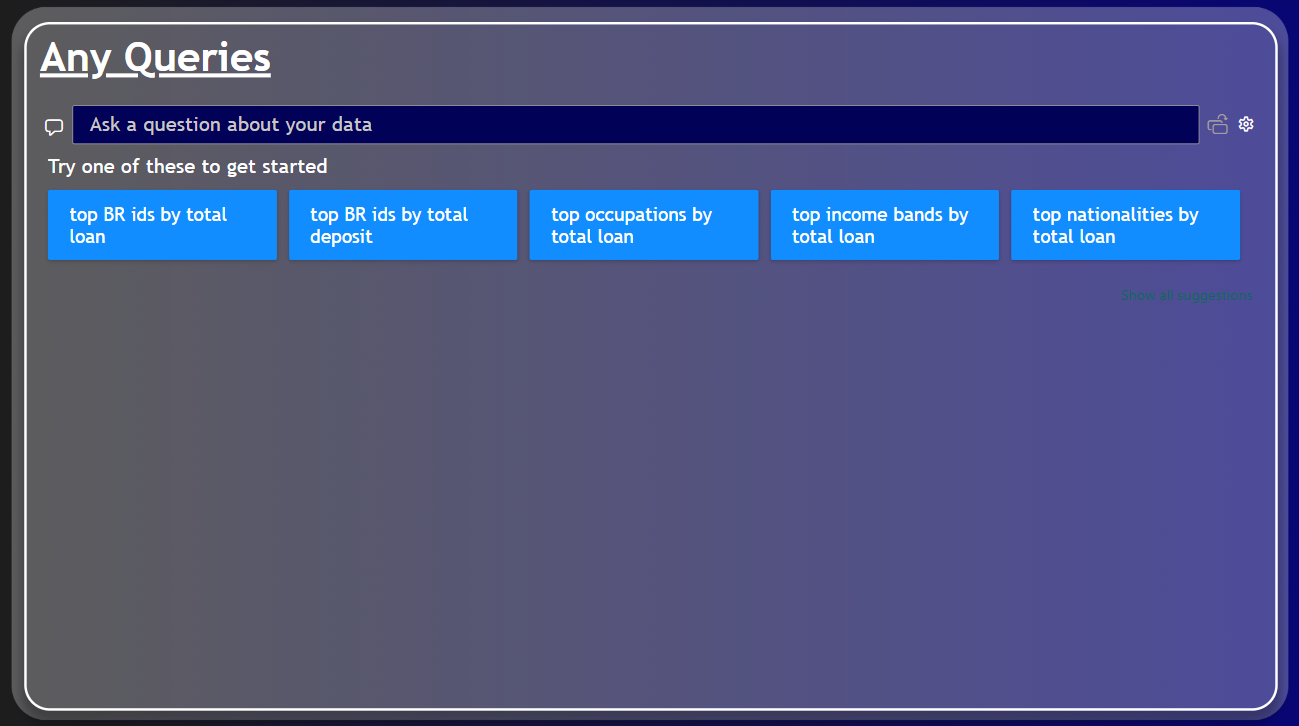 Any Queries
Ask a question about your data
Try one of these to get started
top BR ids by total
loan
top BR ids by total
deposit
top occupations by
total loan
top income bands by
total loan
top nationalities by
total loan
Show all suggestions